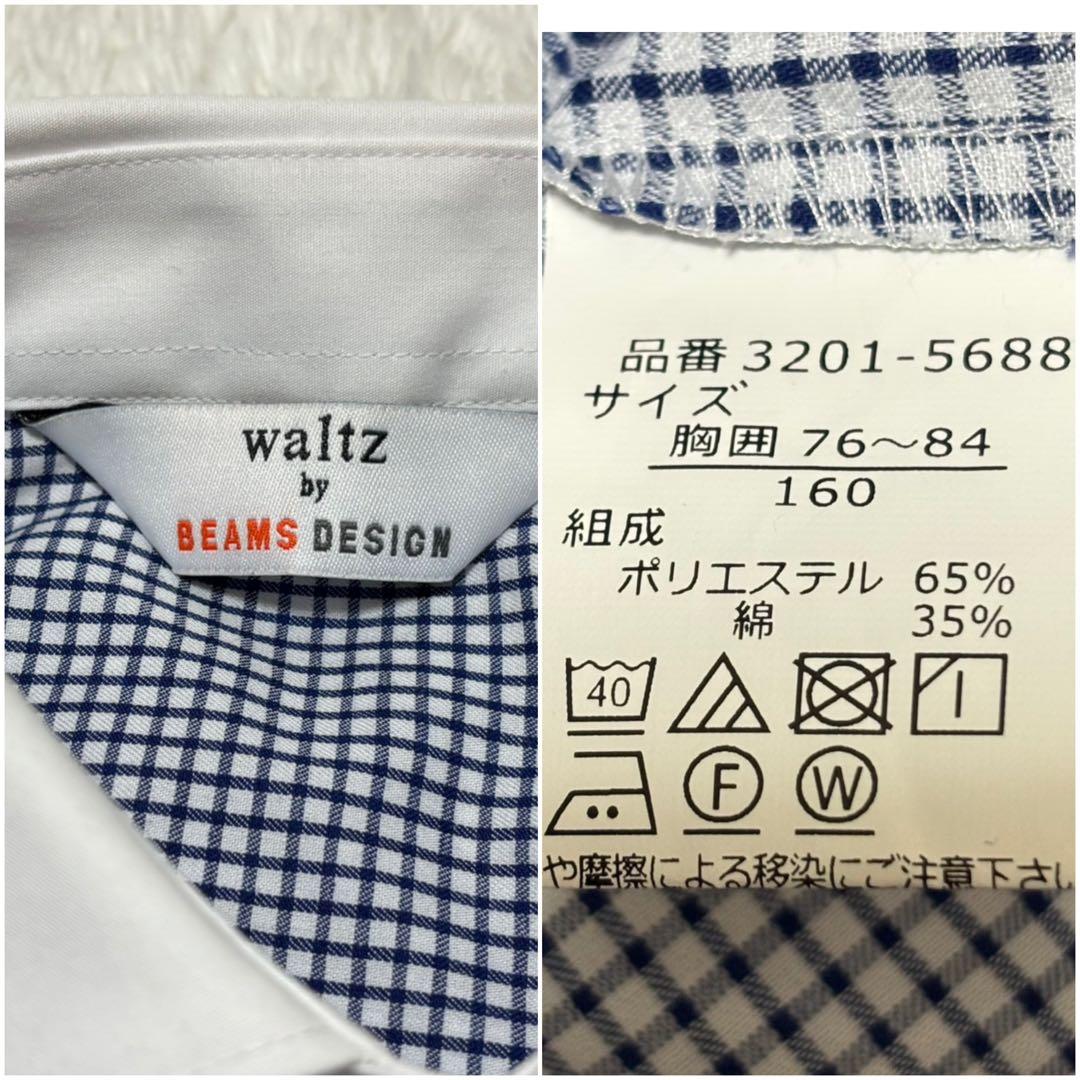 waltz
by
BEAMS DESIGN
品番 3201-5688
サイズ
胸囲 76～84
160
組成
ポリエステル 65%
綿 35%
40
F W
や摩擦による移染にご注意下さい